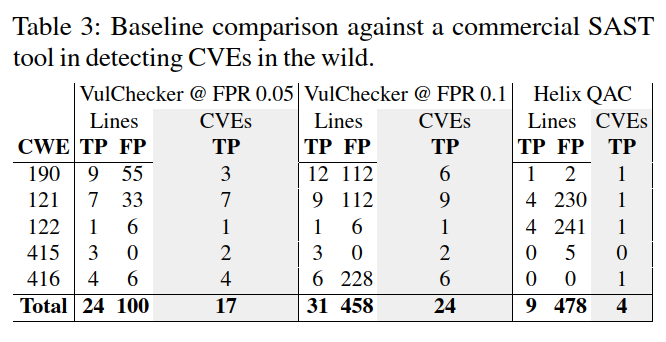 Table 3: Baseline comparison against a commercial SAST
tool in detecting CVEs in the wild.
VulChecker @ FPR 0.05 VulChecker @ FPR 0.1 Helix QAC
Lines CVEs Lines CVEs Lines CVEs
CWE TP FP TP TP FP TP TP FP TP
190 9 55 3 12 112 6 1 2 1
121 7 33 7 9 112 9 4 230 1
122 1 6 1 1 6 1 4 241 1
415 3 0 2 3 0 2 0 5 0
416 4 6 4 6 228 6 0 0 1
Total 24 100 17 31 458 24 9 478 4